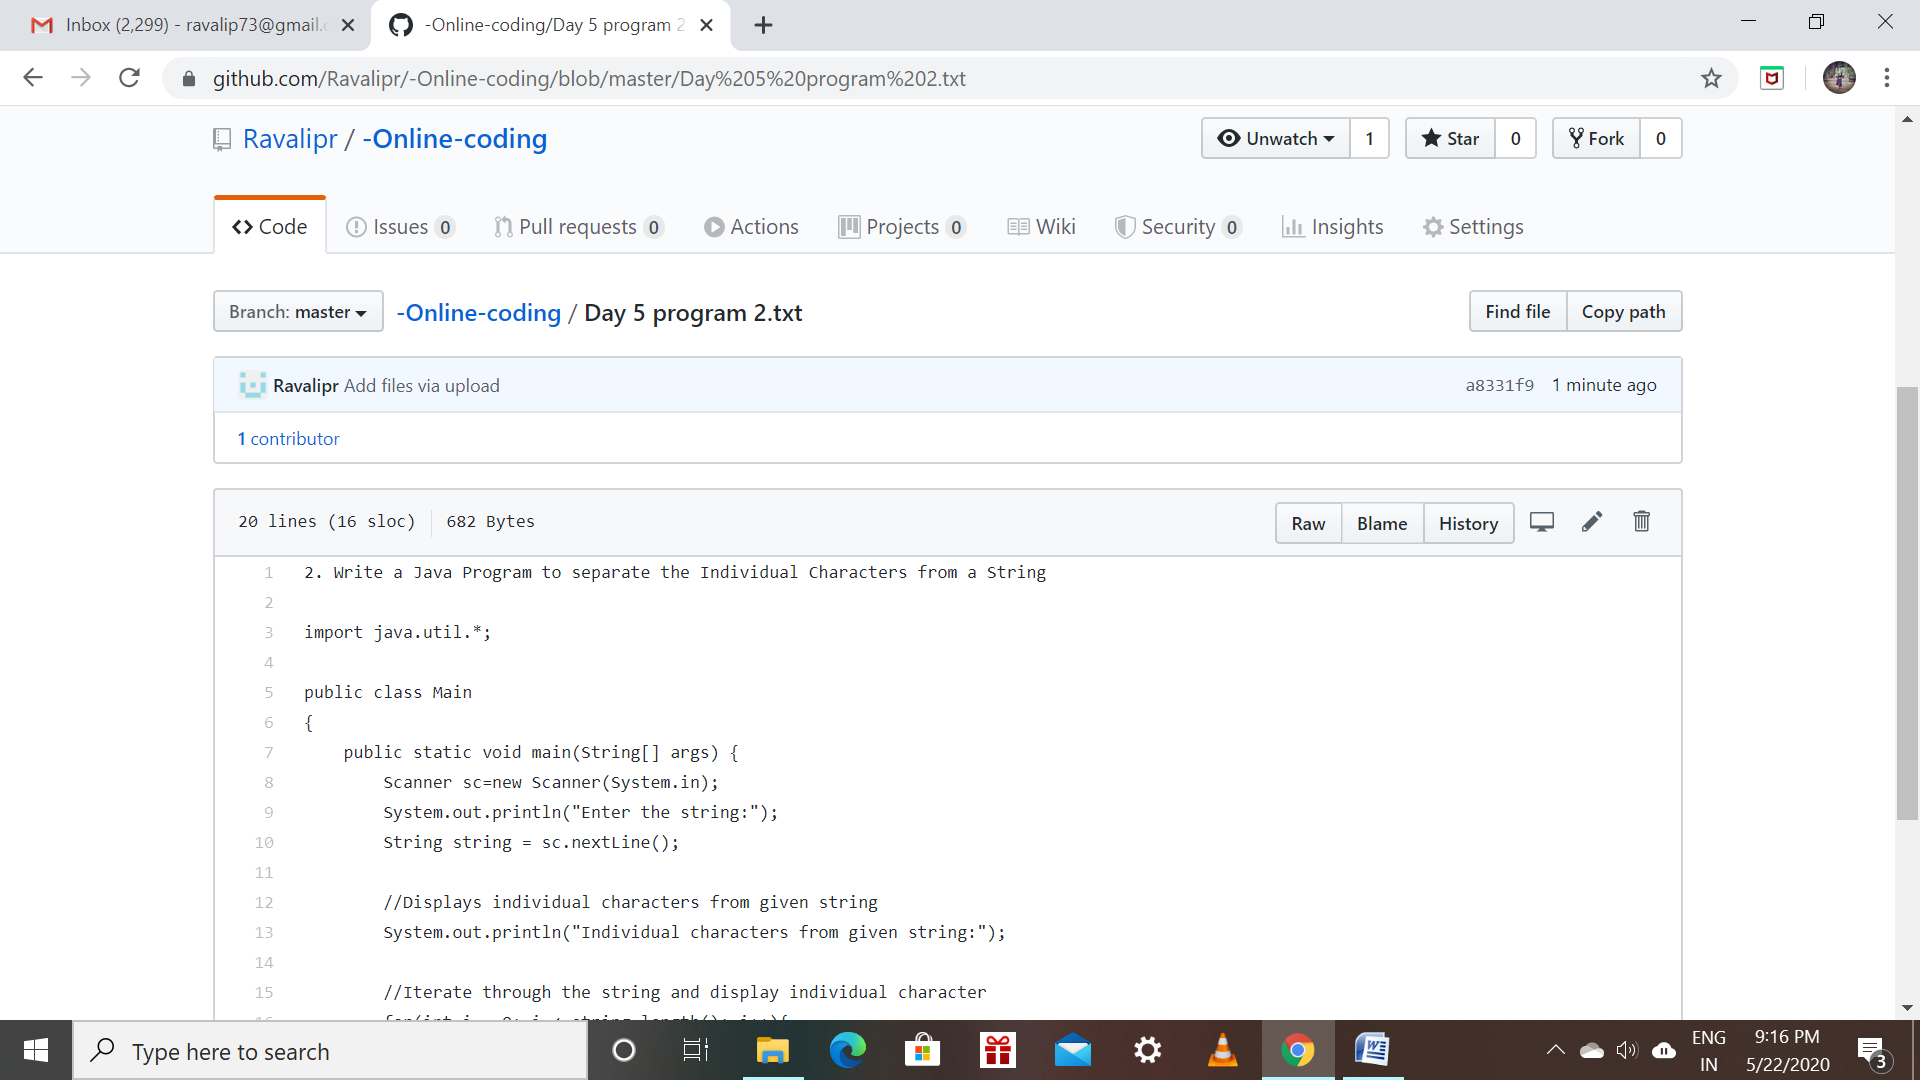 Inbox (2,299) - ravalip73@gmail.
-Online-coding/Day 5 program 2
github.com/Ravalipr/-Online-coding/blob/master/Day%205%20program%202.txt
Ravalipr / -Online-coding
Unwatch 1
Star 0
Fork 0
Code
Issues 0
Pull requests 0
Actions
Projects 0
Wiki
Security 0
Insights
Settings
Branch: master
-Online-coding / Day 5 program 2.txt
Find file
Copy path
Ravalipr Add files via upload
a8331f9 1 minute ago
1 contributor
20 lines (16 sloc) 682 Bytes
Raw
Blame
History
1 2. Write a Java Program to separate the Individual Characters from a String
2
3 import java.util.*;
4
5 public class Main
6 {
7 public static void main(String[] args) {
8 Scanner sc=new Scanner(System.in);
9 System.out.println("Enter the string:");
10 String string = sc.nextLine();
11
12 //Displays individual characters from given string
13 System.out.println("Individual characters from given string:");
14
15 //Iterate through the string and display individual character
16 for(int i = 0; i < string.length(); i++){
Type here to search
ENG
IN
9:16 PM
5/22/2020
3